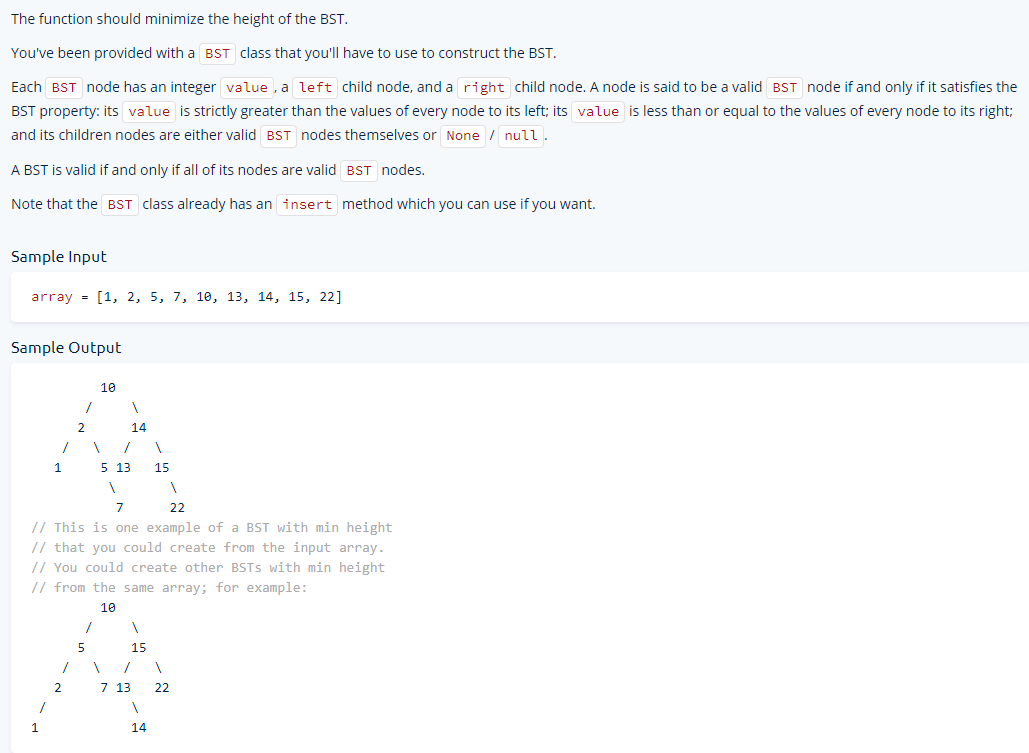 The function should minimize the height of the BST.
You've been provided with a BST class that you'll have to use to construct the BST.
Each BST node has an integer value, a left child node, and a right child node. A node is said to be a valid BST node if and only if it satisfies the
BST property: its value is strictly greater than the values of every node to its left; its value is less than or equal to the values of every node to its right;
and its children nodes are either valid BST nodes themselves or None / null.
A BST is valid if and only if all of its nodes are valid BST nodes.
Note that the BST class already has an insert method which you can use if you want.
Sample Input
array = [1, 2, 5, 7, 10, 13, 14, 15, 22]
Sample Output
10
/ \
2 14
/ \ / \
1 5 13 15
\ \
7 22
// This is one example of a BST with min height
// that you could create from the input array.
// You could create other BSTs with min height
// from the same array; for example:
10
/ \
5 15
/ \ / \
2 7 13 22
/ \
1 14